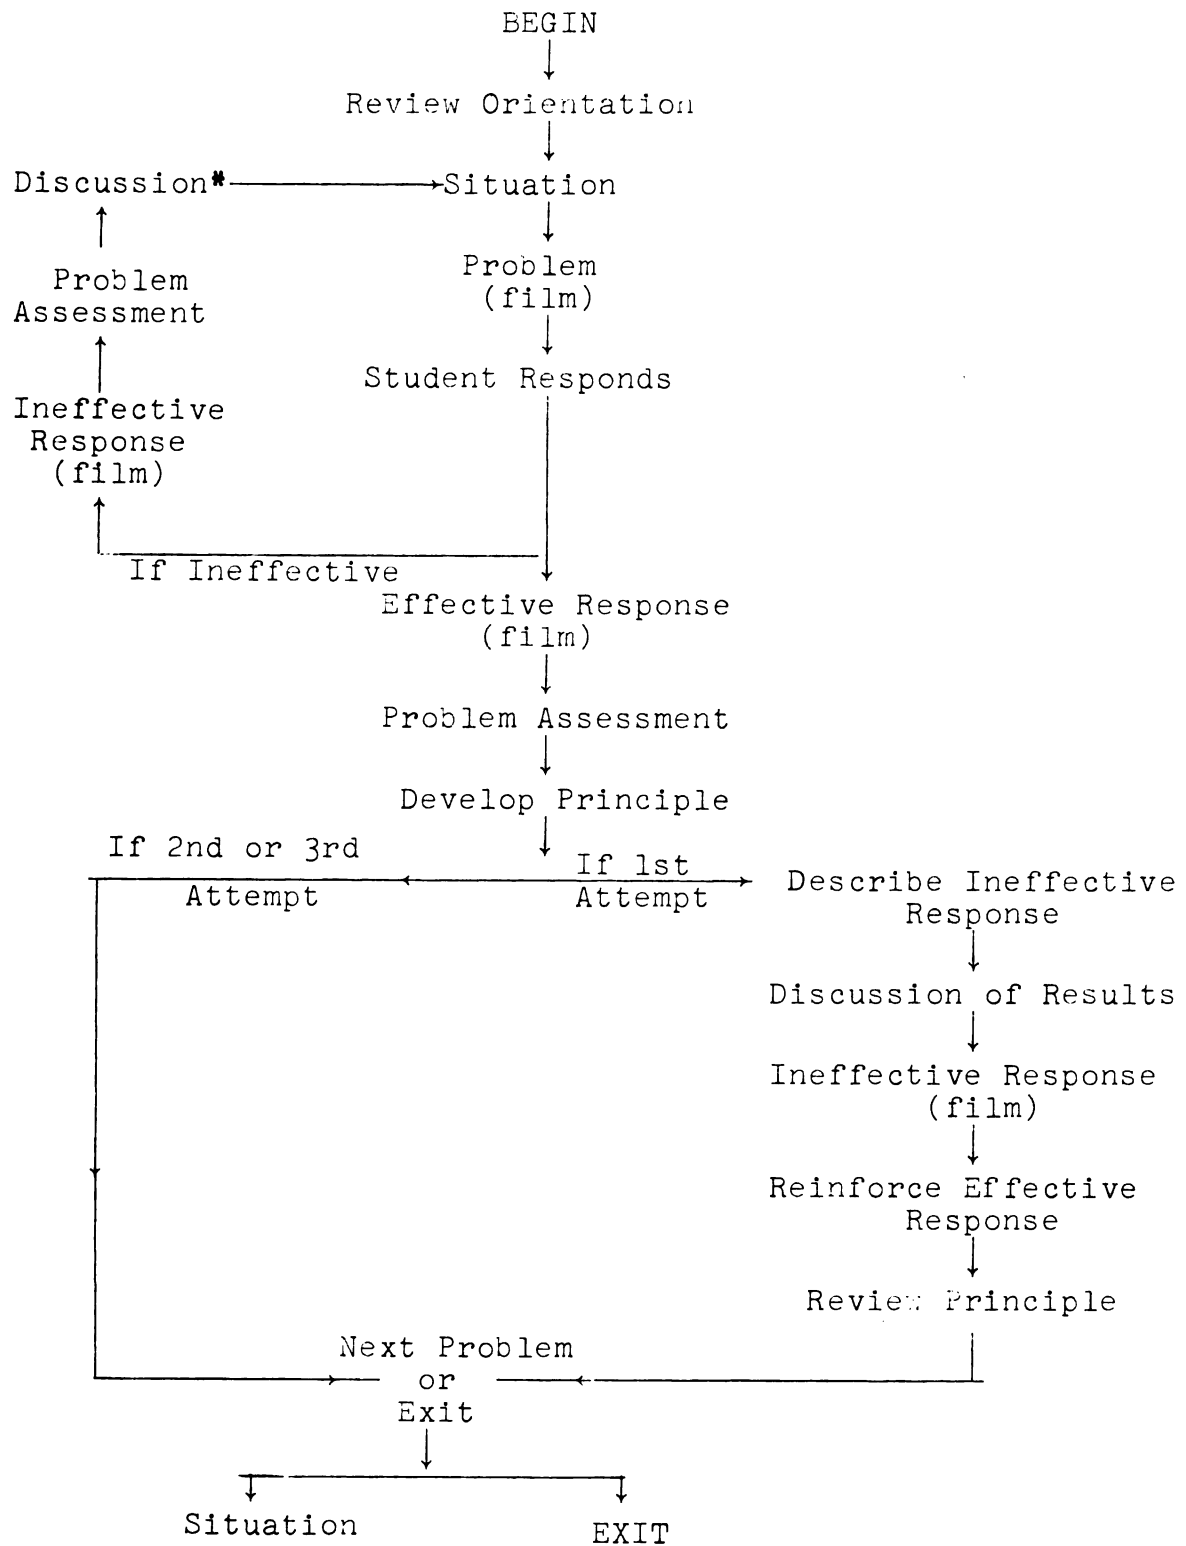 BEGIN
Review Orientation
Discussion*
Situation
Problem
(film)
Problem
Assessment
Student Responds
Ineffective
Response
(film)
If Ineffective
Effective Response
(film)
Problem Assessment
Develop Principle
If 2nd or 3rd
Attempt
If 1st
Attempt
Describe Ineffective
Response
Discussion of Results
Ineffective Response
(film)
Reinforce Effective
Response
Review Principle
Next Problem
or
Exit
Situation
EXIT